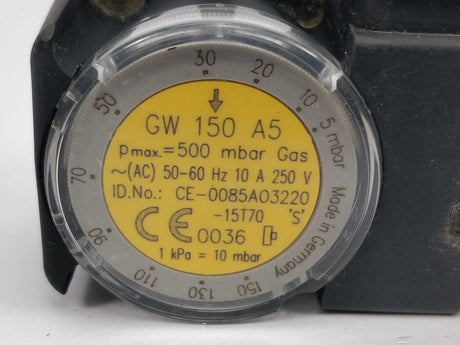 30
20
10
5 mbar
50
70
90
110
130
150
Made in Germany
GW 150 A5
pmax.=500 mbar Gas
~(AC) 50-60 Hz 10 A 250 V
ID.No.: CE-0085A03220
-15T70 'S'
CE 0036
1 kPa = 10 mbar